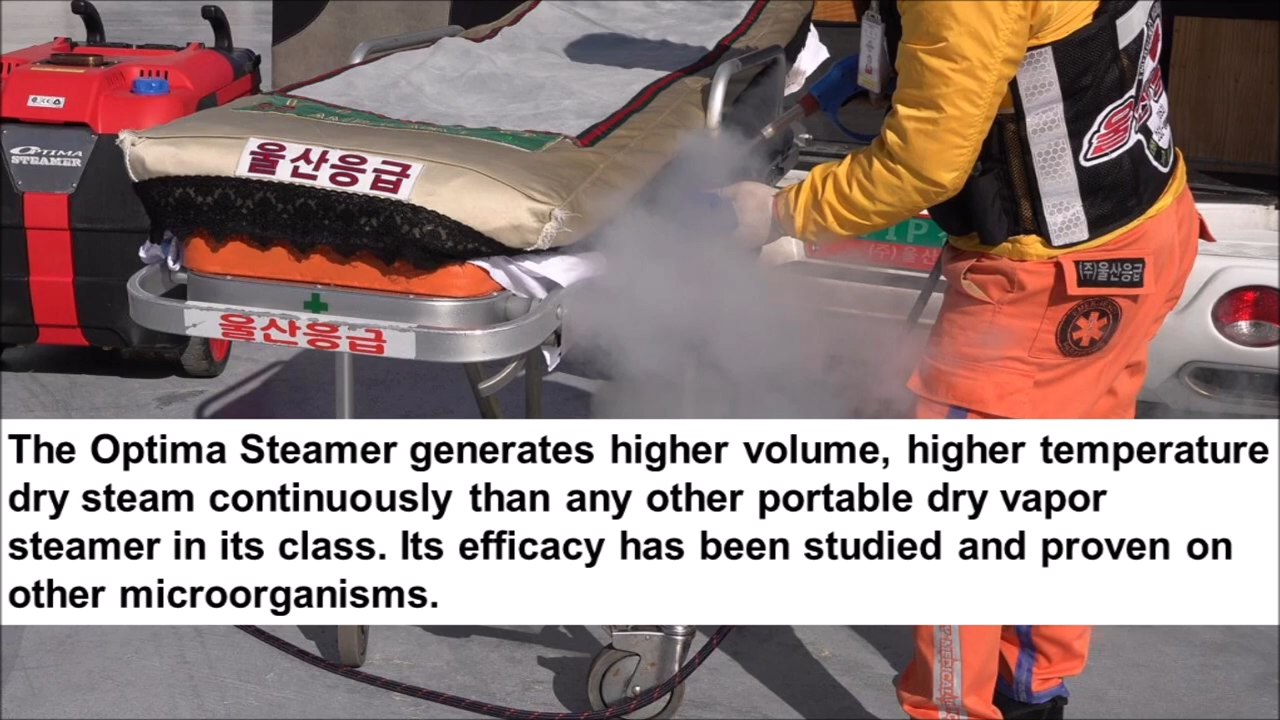 OPTIMA
STEAMER
울산응급
울산응급
(주)울산응급
The Optima Steamer generates higher volume, higher temperature
dry steam continuously than any other portable dry vapor
steamer in its class. Its efficacy has been studied and proven on
other microorganisms.